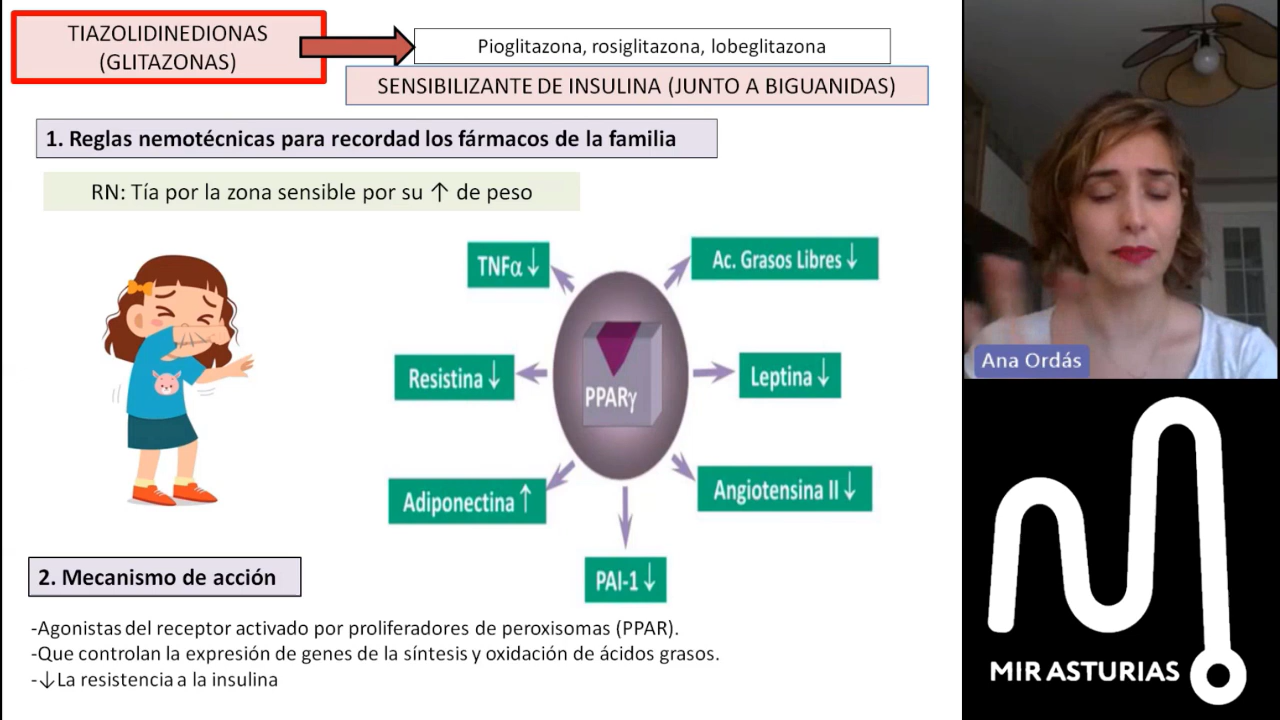 TIAZOLIDINEDIONAS
(GLITAZONAS)
Pioglitazona, rosiglitazona, lobeglitazona
SENSIBILIZANTE DE INSULINA (JUNTO A BIGUANIDAS)
1. Reglas nemotécnicas para recordad los fármacos de la familia
RN: Tía por la zona sensible por su ↑ de peso
TNFα ↓
Ac. Grasos Libres ↓
Resistina ↓
PPARγ
Leptina ↓
Adiponectina ↑
Angiotensina II ↓
PAI-1 ↓
2. Mecanismo de acción
-Agonistas del receptor activado por proliferadores de peroxisomas (PPAR).
-Que controlan la expresión de genes de la síntesis y oxidación de ácidos grasos.
-↓La resistencia a la insulina
Ana Ordás
MIR ASTURIAS